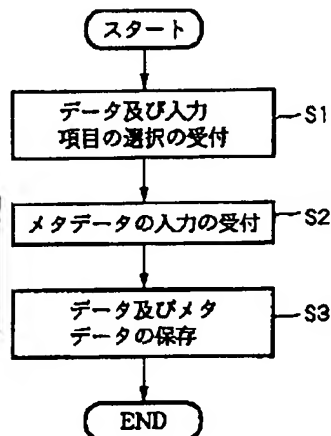 スタート
データ及び入力
項目の選択の受付
S1
メタデータの入力の受付
S2
データ及びメタ
データの保存
S3
END